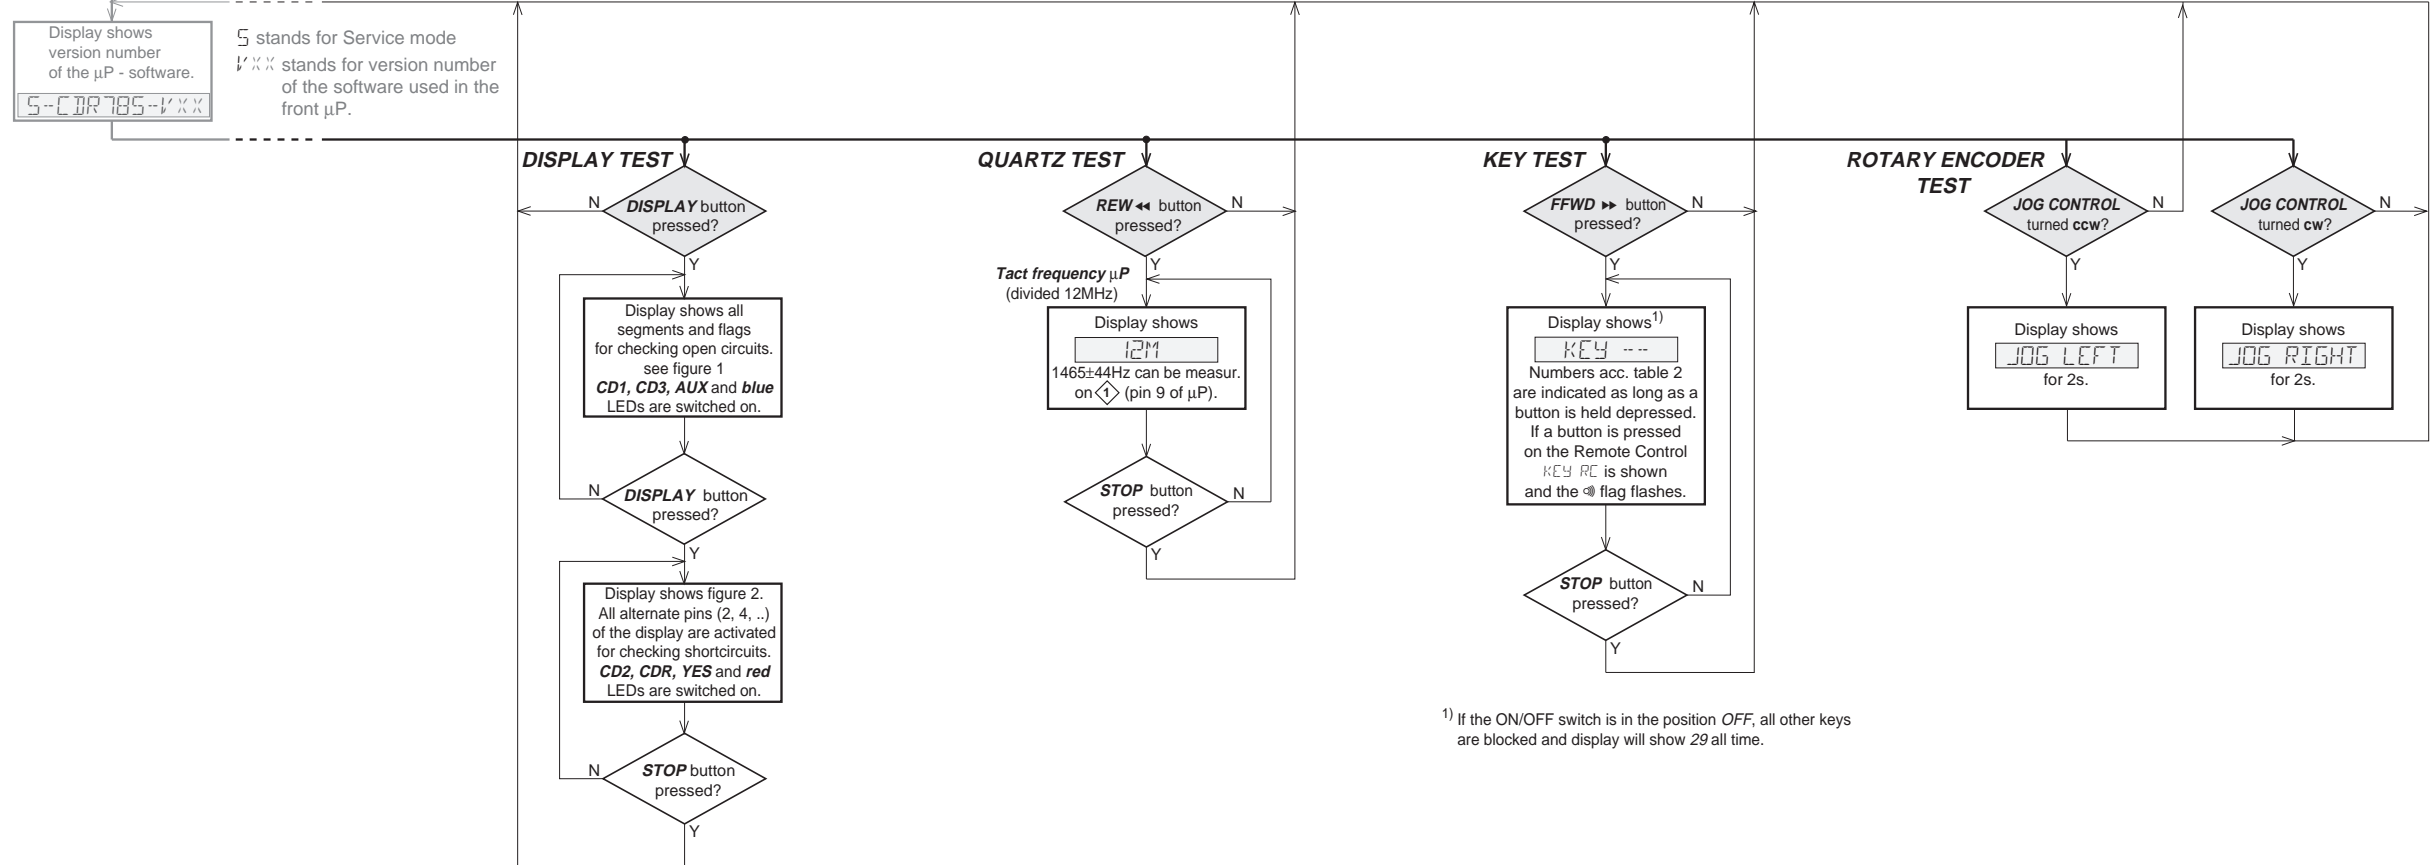 Display shows
version number
of the µP - software.
S-CDR785-VXX
S stands for Service mode
VXX stands for version number
of the software used in the
front µP.
DISPLAY TEST
DISPLAY button
pressed?
N
Y
Display shows all
segments and flags
for checking open circuits.
see figure 1
CD1, CD3, AUX and blue
LEDs are switched on.
DISPLAY button
pressed?
N
Y
Display shows figure 2.
All alternate pins (2, 4, ..)
of the display are activated
for checking shortcircuits.
CD2, CDR, YES and red
LEDs are switched on.
STOP button
pressed?
N
Y
QUARTZ TEST
REW ◄◄ button
pressed?
N
Y
Tact frequency µP
(divided 12MHz)
Display shows
12M
1465±44Hz can be measur.
on 1 (pin 9 of µP).
STOP button
pressed?
N
Y
KEY TEST
FFWD ►► button
pressed?
N
Y
Display shows1)
KEY --
Numbers acc. table 2
are indicated as long as a
button is held depressed.
If a button is pressed
on the Remote Control
KEY RC is shown
and the flag flashes.
STOP button
pressed?
N
Y
1) If the ON/OFF switch is in the position OFF, all other keys
are blocked and display will show 29 all time.
ROTARY ENCODER
TEST
JOG CONTROL
turned ccw?
N
Y
Display shows
JOG LEFT
for 2s.
JOG CONTROL
turned cw?
N
Y
Display shows
JOG RIGHT
for 2s.